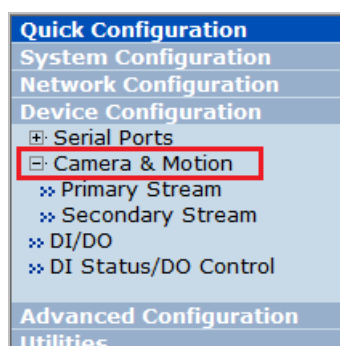 Quick Configuration
System Configuration
Network Configuration
Device Configuration
Serial Ports
Camera & Motion
Primary Stream
Secondary Stream
DI/DO
DI Status/DO Control
Advanced Configuration
Utilities